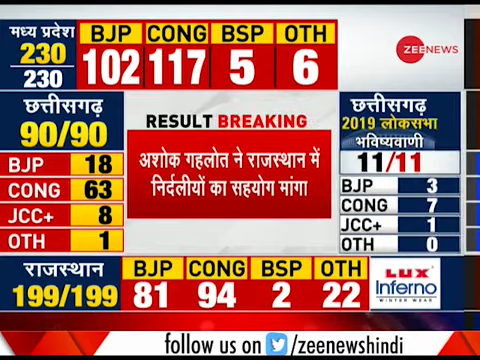 मध्य प्रदेश
230
230
BJP CONG BSP OTH
102 117 5 6
ZEE NEWS
छत्तीसगढ़
90/90
BJP 18
CONG 63
JCC+ 8
OTH 1
RESULT BREAKING
अशोक गहलोत ने राजस्थान में
निर्दलीयों का सहयोग मांगा
छत्तीसगढ़
2019 लोकसभा
भविष्यवाणी
11/11
BJP 3
CONG 7
JCC+ 1
OTH 0
राजस्थान
199/199
BJP CONG BSP OTH
81 94 2 22
LUX
Inferno
WINTER WEAR
follow us on /zeenewshindi